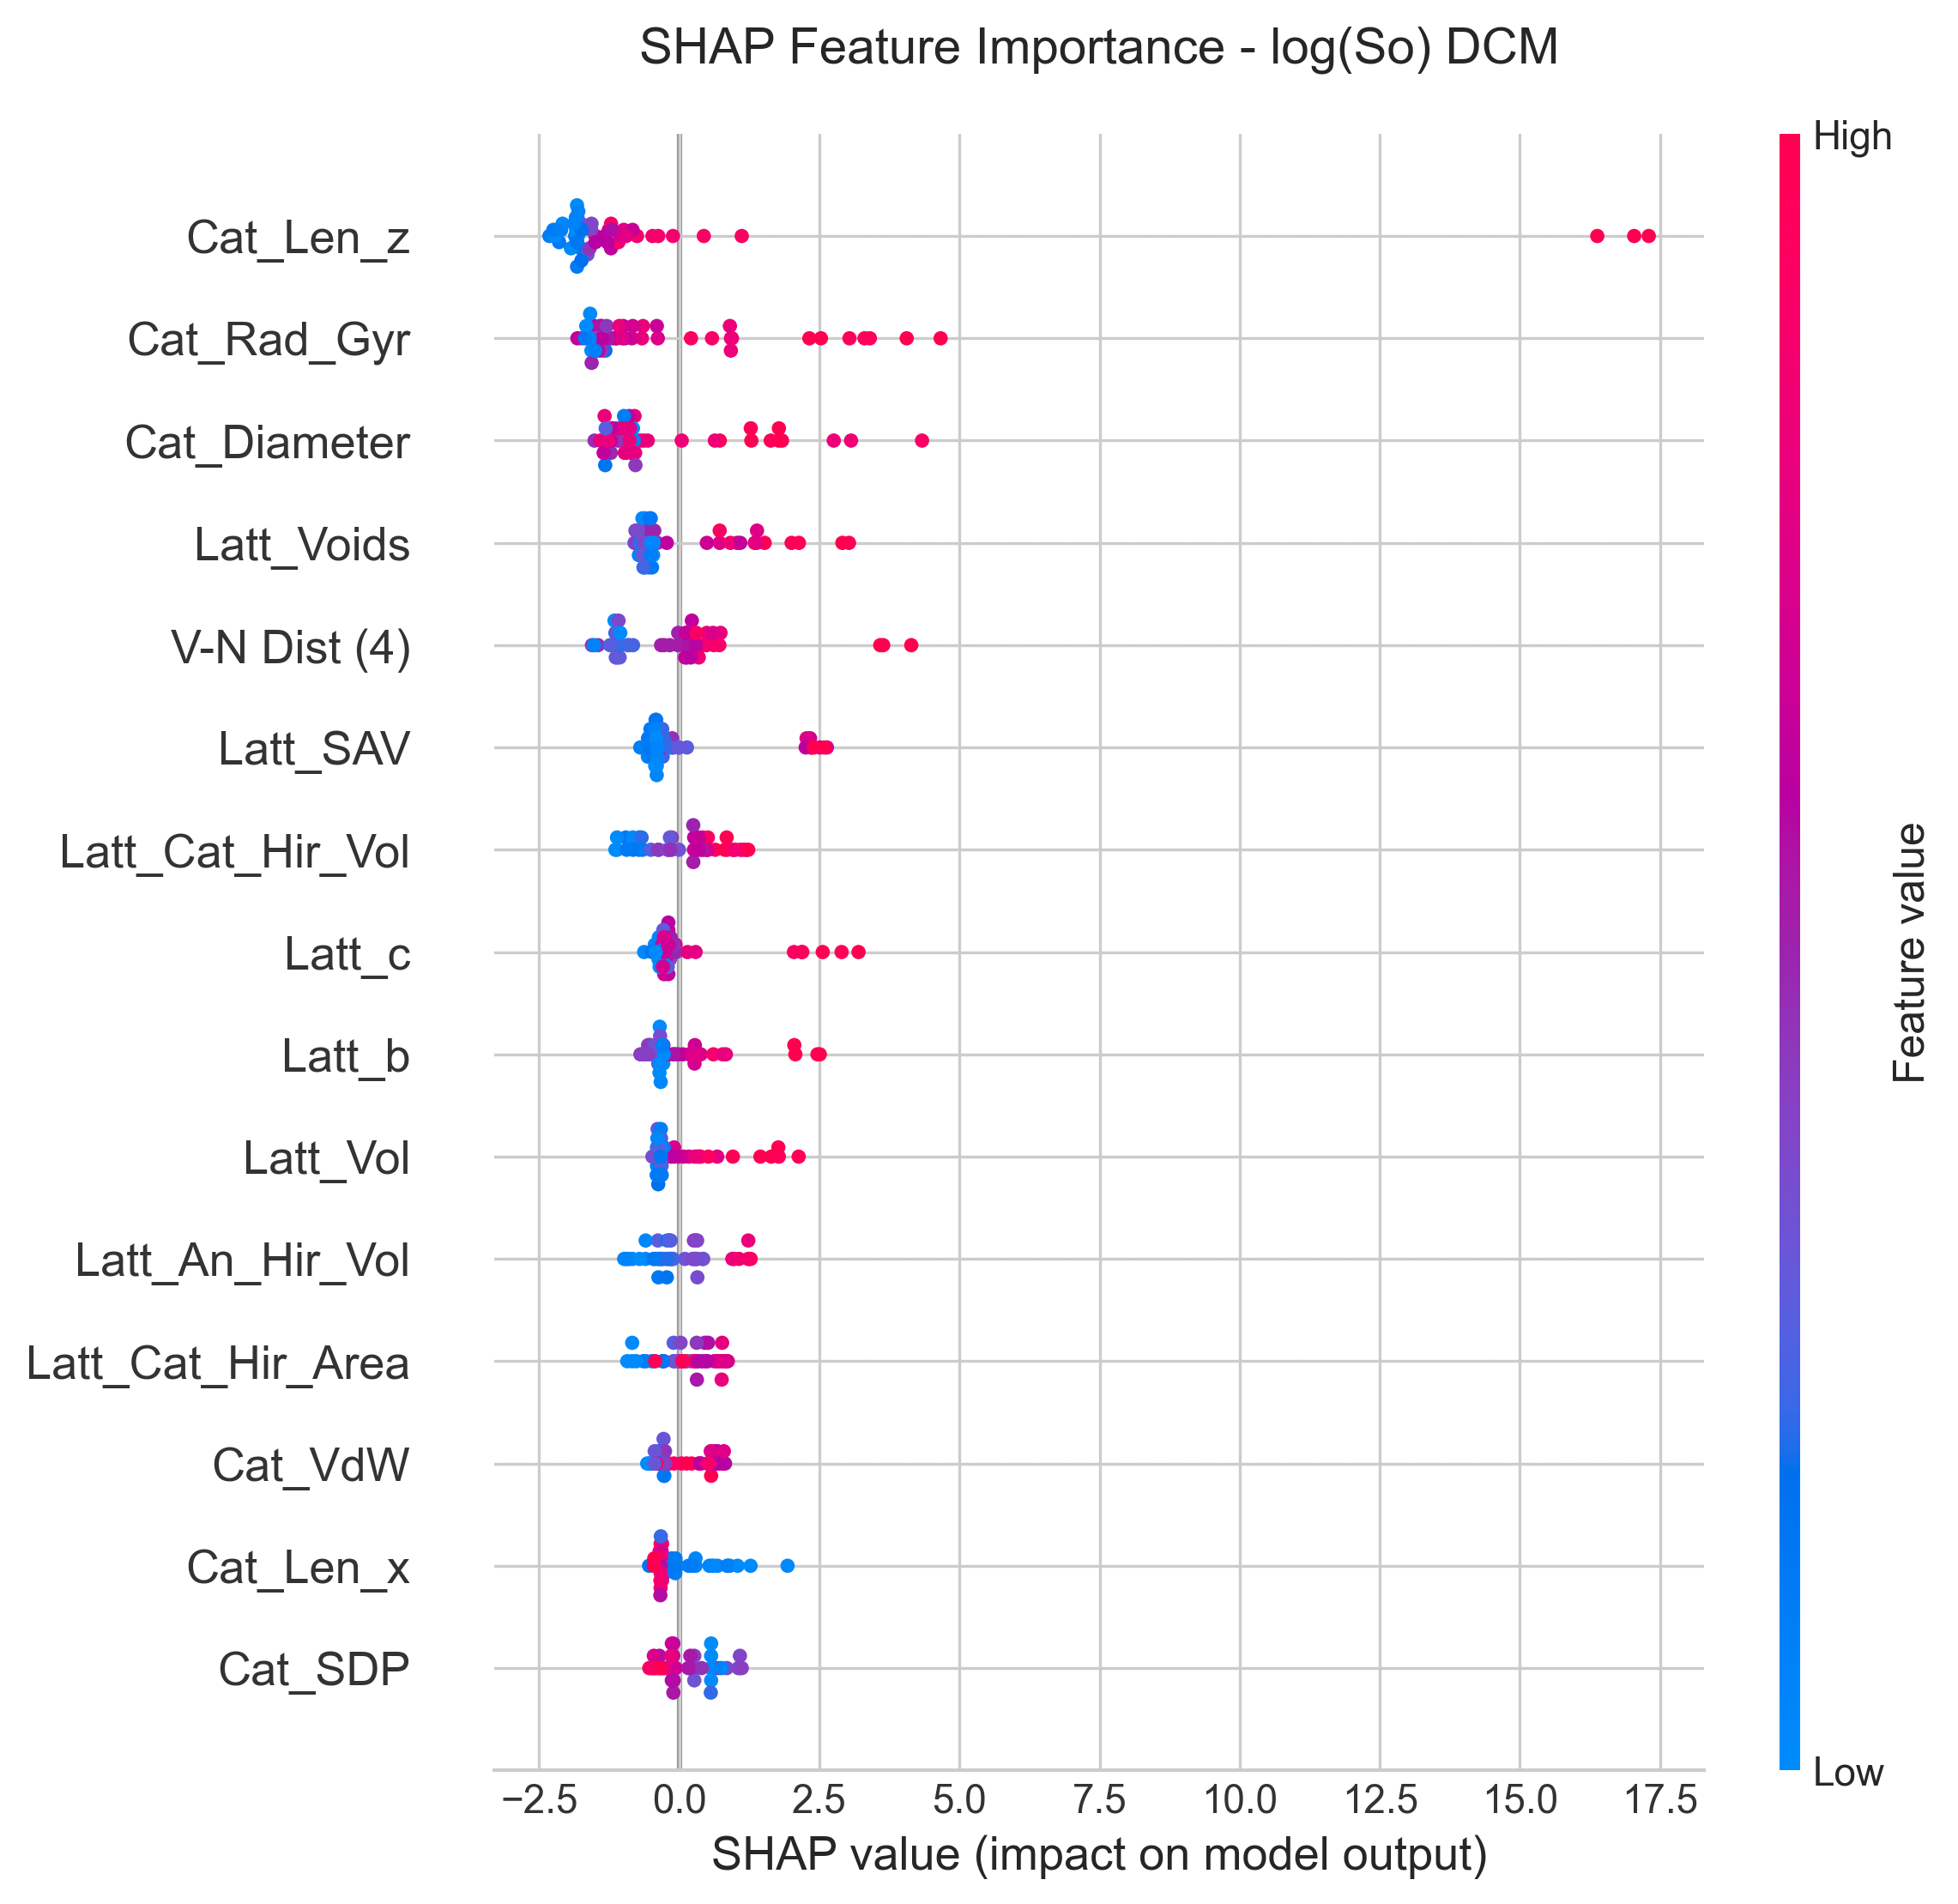 SHAP Feature Importance - log(So) DCM
High
Cat_Len_z
Cat_Rad_Gyr
Cat_Diameter
Latt_Voids
V-N Dist (4)
Latt_SAV
Latt_Cat_Hir_Vol
Latt_c
Latt_b
Latt_Vol
Latt_An_Hir_Vol
Latt_Cat_Hir_Area
Cat_VdW
Cat_Len_x
Cat_SDP
Feature value
Low
−2.5 0.0 2.5 5.0 7.5 10.0 12.5 15.0 17.5
SHAP value (impact on model output)